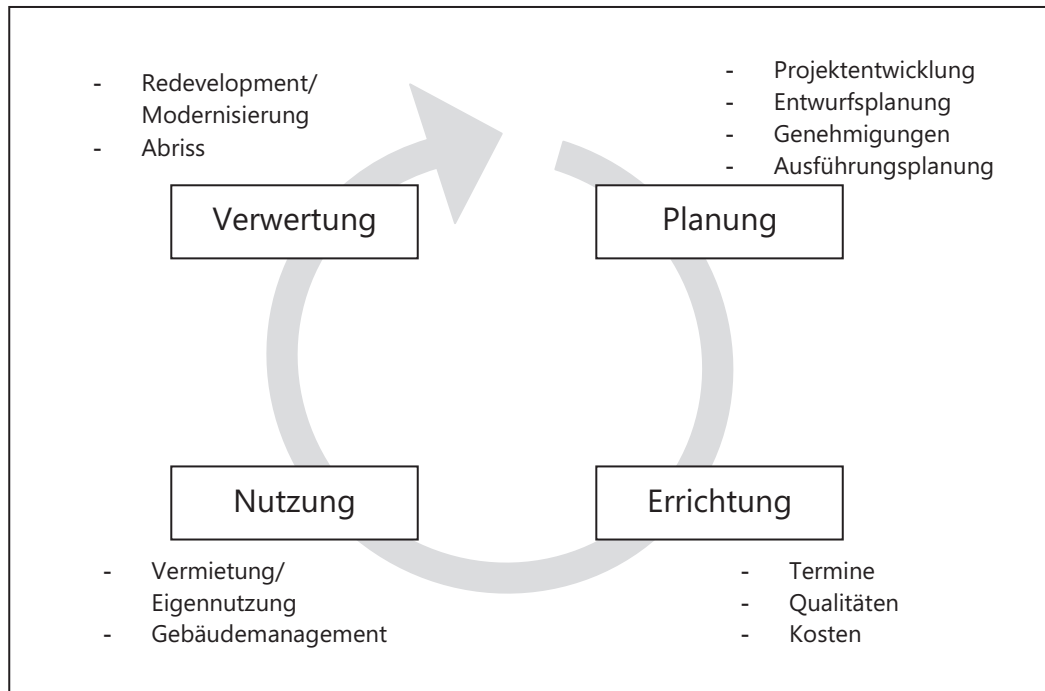 - Redevelopment/
Modernisierung
- Abriss
Verwertung
- Projektentwicklung
- Entwurfsplanung
- Genehmigungen
- Ausführungsplanung
Planung
Nutzung
- Vermietung/
Eigennutzung
- Gebäudemanagement
Errichtung
- Termine
- Qualitäten
- Kosten